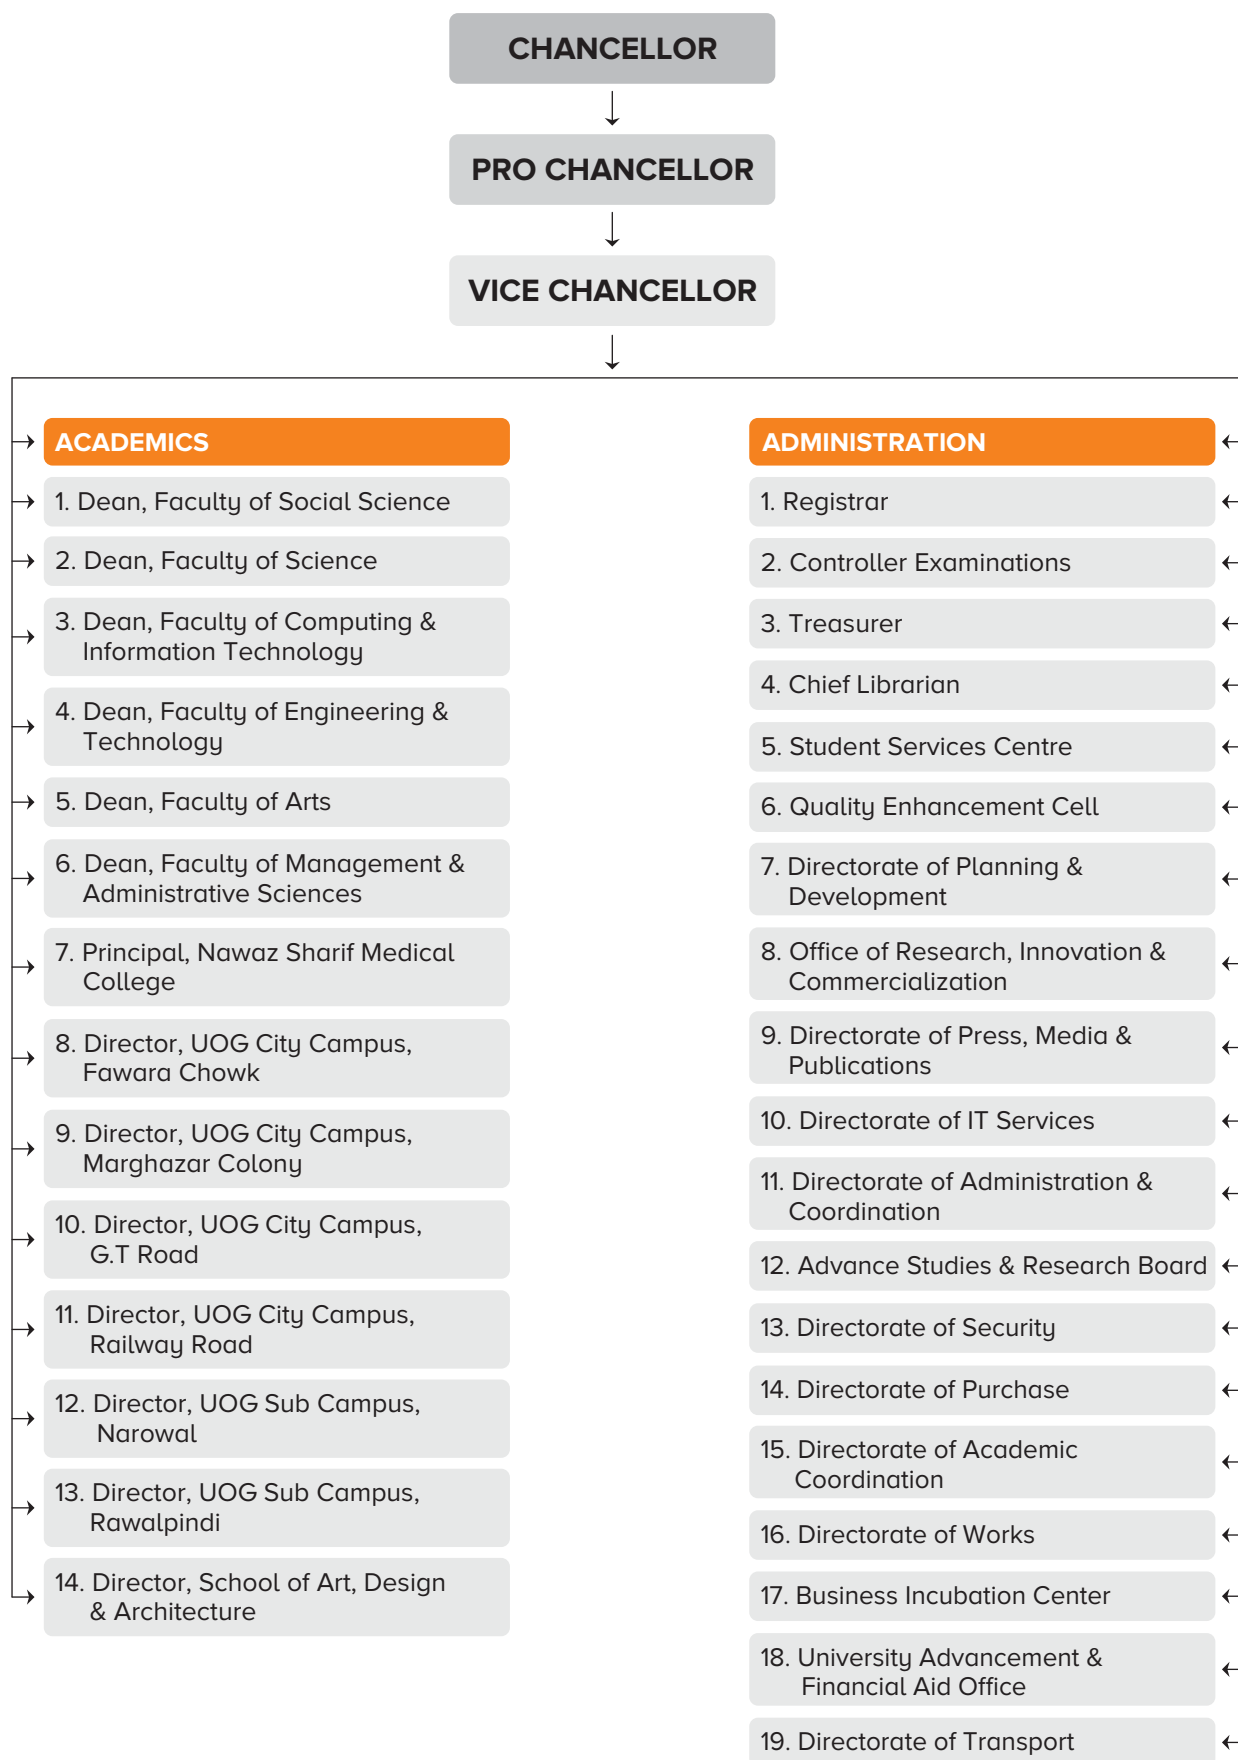 CHANCELLOR
PRO CHANCELLOR
VICE CHANCELLOR
ACADEMICS
1. Dean, Faculty of Social Science
2. Dean, Faculty of Science
3. Dean, Faculty of Computing &
Information Technology
4. Dean, Faculty of Engineering &
Technology
5. Dean, Faculty of Arts
6. Dean, Faculty of Management &
Administrative Sciences
7. Principal, Nawaz Sharif Medical
College
8. Director, UOG City Campus,
Fawara Chowk
9. Director, UOG City Campus,
Marghazar Colony
10. Director, UOG City Campus,
G.T Road
11. Director, UOG City Campus,
Railway Road
12. Director, UOG Sub Campus,
Narowal
13. Director, UOG Sub Campus,
Rawalpindi
14. Director, School of Art, Design
& Architecture
ADMINISTRATION
1. Registrar
2. Controller Examinations
3. Treasurer
4. Chief Librarian
5. Student Services Centre
6. Quality Enhancement Cell
7. Directorate of Planning &
Development
8. Office of Research, Innovation &
Commercialization
9. Directorate of Press, Media &
Publications
10. Directorate of IT Services
11. Directorate of Administration &
Coordination
12. Advance Studies & Research Board
13. Directorate of Security
14. Directorate of Purchase
15. Directorate of Academic
Coordination
16. Directorate of Works
17. Business Incubation Center
18. University Advancement &
Financial Aid Office
19. Directorate of Transport